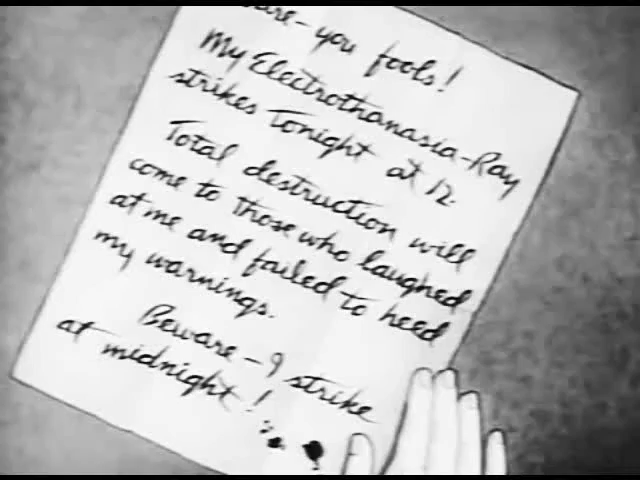 are-you fools!
My Electrothanasia-Ray
strikes Tonight at 12.
Total destruction will
come to those who laughed
at me and failed to heed
my warnings.
Beware-I strike
at midnight!